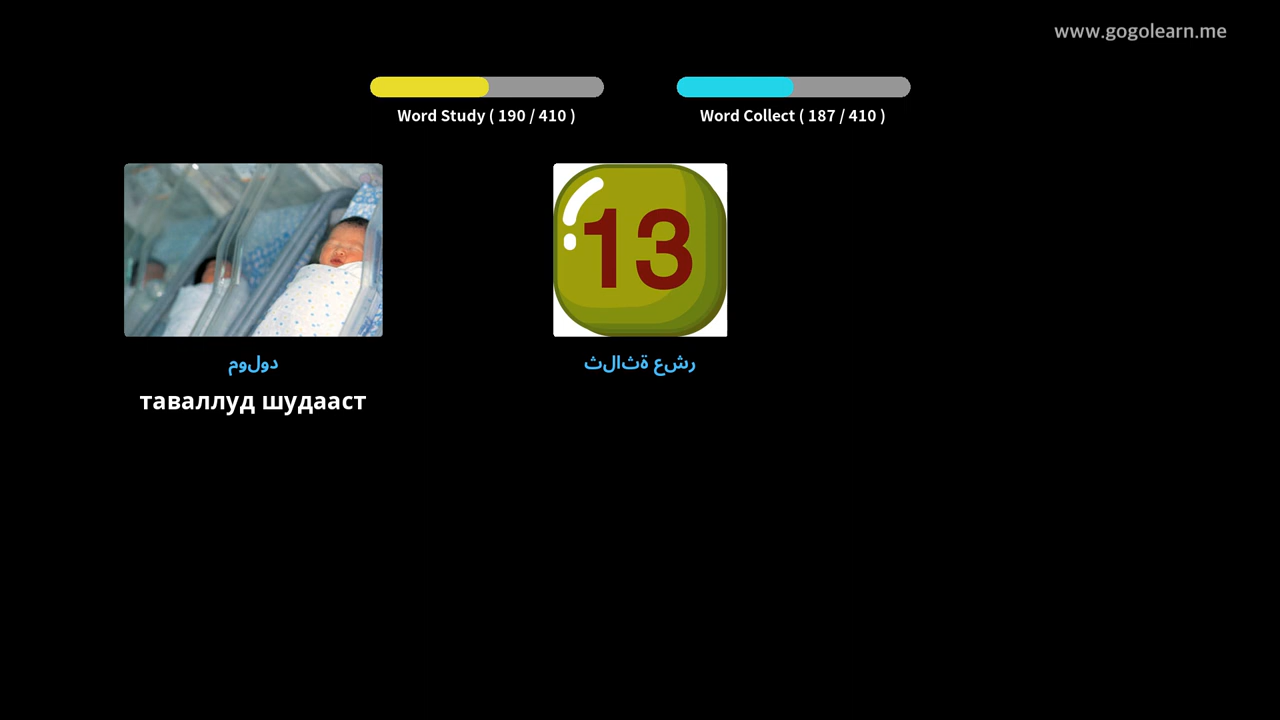 www.gogolearn.me
Word Study ( 190 / 410 )
Word Collect ( 187 / 410 )
مولود
ثلاثة عشر
таваллуд шудааст
13